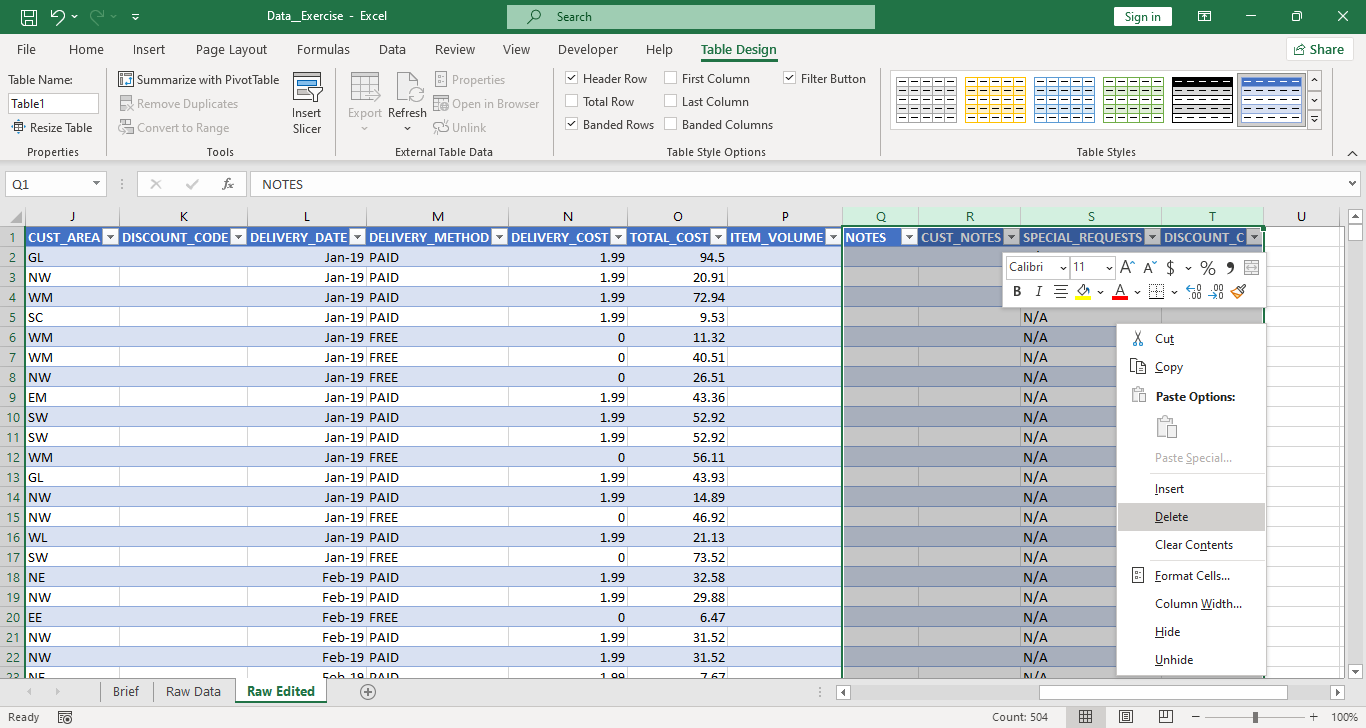 Data__Exercise - Excel
Search
Sign in
File Home Insert Page Layout Formulas Data Review View Developer Help Table Design
Share
Table Name:
Table1
Resize Table
Properties
Summarize with PivotTable
Remove Duplicates
Convert to Range
Tools
Insert
Slicer
Export
Refresh
Properties
Open in Browser
Unlink
External Table Data
Header Row
First Column
Filter Button
Total Row
Last Column
Banded Rows
Banded Columns
Table Style Options
Table Styles
Q1
fx
NOTES
J K L M N O P Q R S T U
1 CUST_AREA DISCOUNT_CODE DELIVERY_DATE DELIVERY_METHOD DELIVERY_COST TOTAL_COST ITEM_VOLUME NOTES CUST_NOTES SPECIAL_REQUESTS DISCOUNT_C
2 GL Jan-19 PAID 1.99 94.5
3 NW Jan-19 PAID 1.99 20.91
4 WM Jan-19 PAID 1.99 72.94
5 SC Jan-19 PAID 1.99 9.53 N/A
6 WM Jan-19 FREE 0 11.32 N/A
7 WM Jan-19 FREE 0 40.51 N/A
8 NW Jan-19 FREE 0 26.51 N/A
9 EM Jan-19 PAID 1.99 43.36 N/A
10 SW Jan-19 PAID 1.99 52.92 N/A
11 SW Jan-19 PAID 1.99 52.92 N/A
12 WM Jan-19 FREE 0 56.11 N/A
13 GL Jan-19 PAID 1.99 43.93 N/A
14 NW Jan-19 PAID 1.99 14.89 N/A
15 NW Jan-19 FREE 0 46.92 N/A
16 WL Jan-19 PAID 1.99 21.13 N/A
17 SW Jan-19 FREE 0 73.52 N/A
18 NE Feb-19 PAID 1.99 32.58 N/A
19 NW Feb-19 PAID 1.99 29.88 N/A
20 EE Feb-19 FREE 0 6.47 N/A
21 NW Feb-19 PAID 1.99 31.52 N/A
22 NW Feb-19 PAID 1.99 31.52 N/A
23 NE Feb-19 PAID 1.99 7.67 N/A
Calibri 11 A A $ % ,
B I A .00 .00
Cut
Copy
Paste Options:
Paste Special...
Insert
Delete
Clear Contents
Format Cells...
Column Width...
Hide
Unhide
Brief Raw Data Raw Edited
Ready
Count: 504
100%